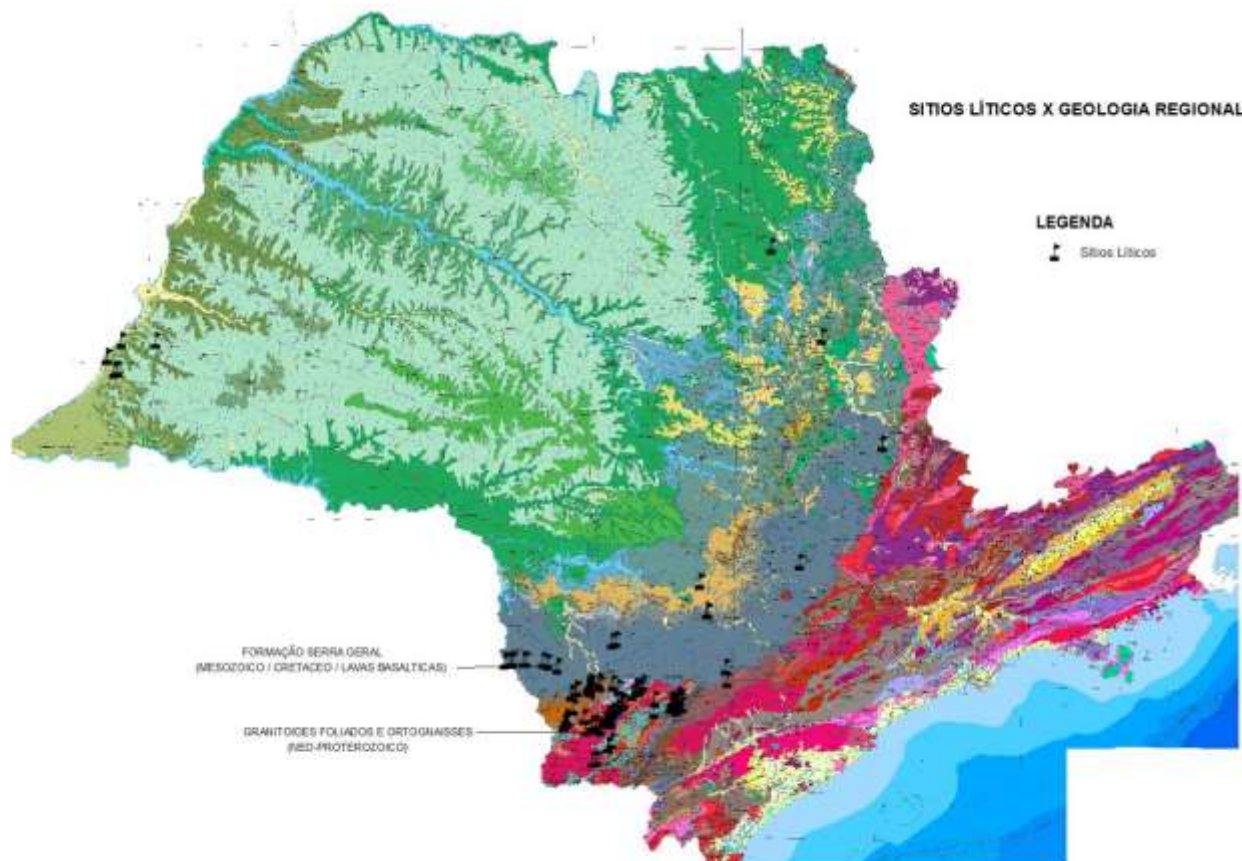 SITIOS LÍTICOS X GEOLOGIA REGIONAL
LEGENDA
Sítios Líticos
FORMAÇÃO SERRA GERAL
(MESOZOICO / CRETACEO / LAVAS BASALTICAS)
GRANITOIDES FOLIADOS E ORTOGNAISSES
(NEO-PROTEROZOICO)